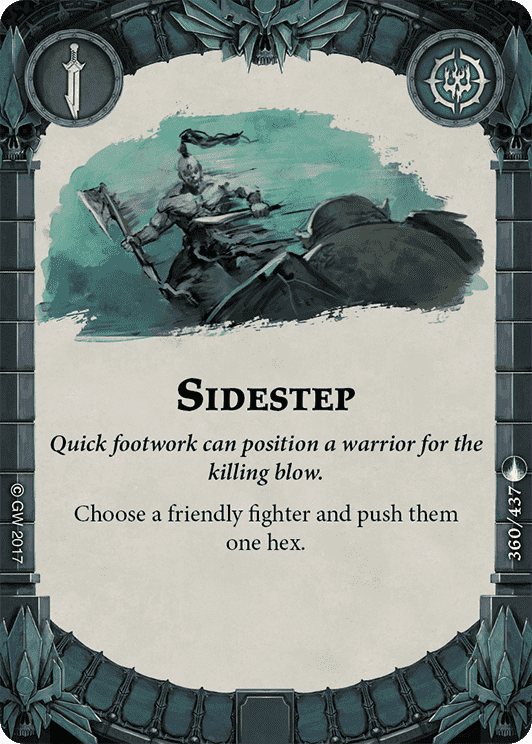 SIDESTEP
Quick footwork can position a warrior for the
killing blow.
Choose a friendly fighter and push them
one hex.
© GW 2017
360/437